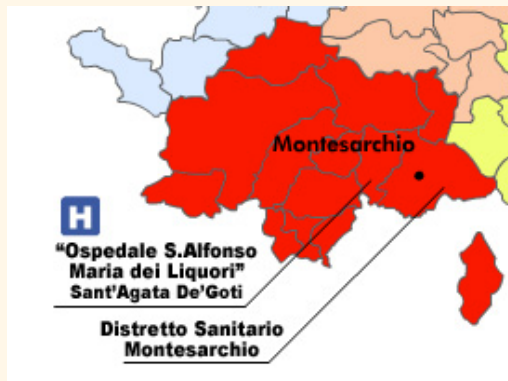 Montesarchio
H
“Ospedale S.Alfonso
Maria dei Liquori”
Sant’Agata De’Goti
Distretto Sanitario
Montesarchio